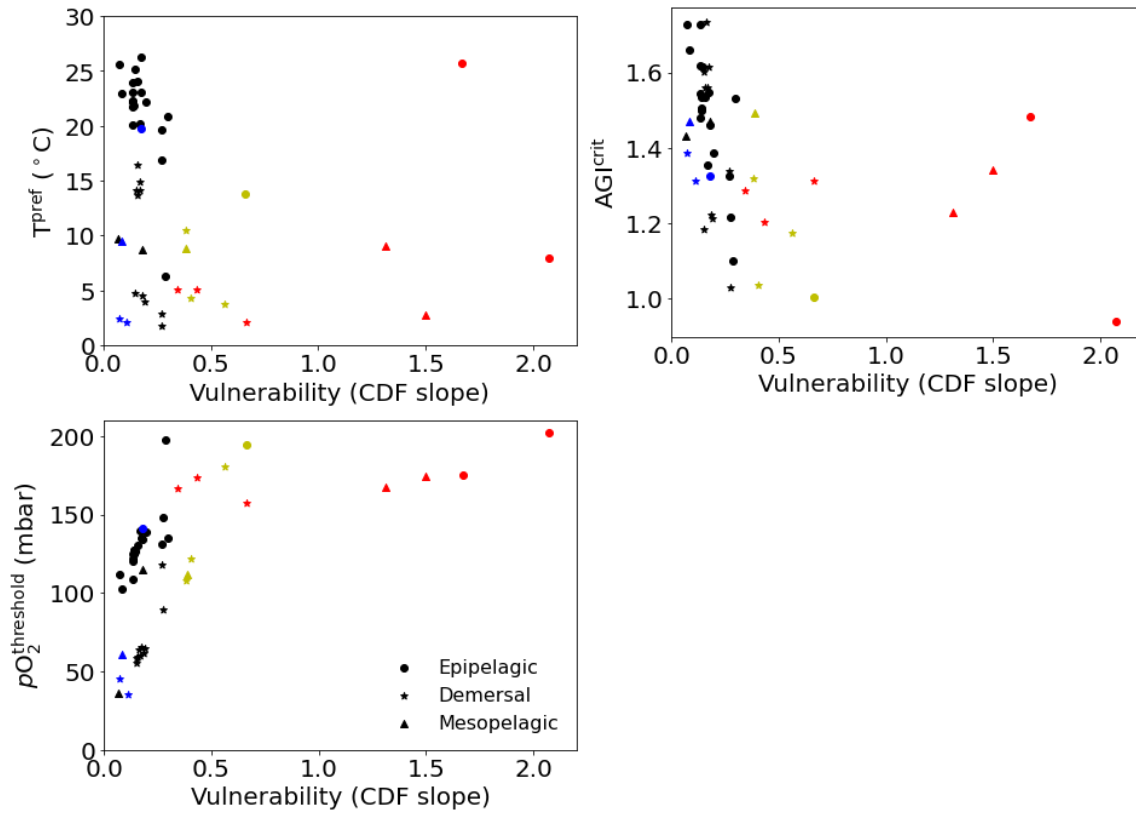 30
25
20
15
10
5
0
T^pref (°C)
0.0 0.5 1.0 1.5 2.0
Vulnerability (CDF slope)
1.6
1.4
1.2
1.0
AGI^crit
0.0 0.5 1.0 1.5 2.0
Vulnerability (CDF slope)
200
150
100
50
0
pO₂^threshold (mbar)
Epipelagic
Demersal
Mesopelagic
0.0 0.5 1.0 1.5 2.0
Vulnerability (CDF slope)